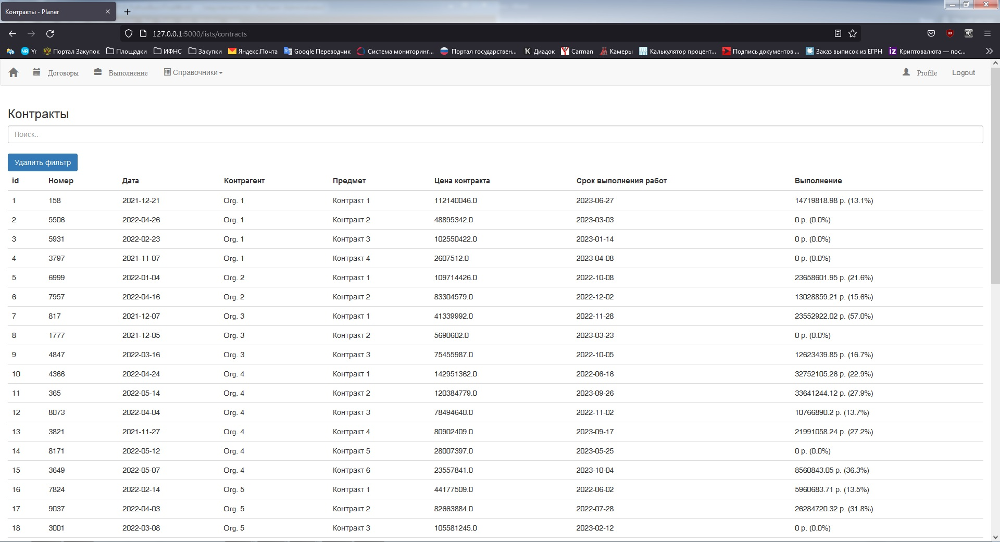 Контракты - Planer
127.0.0.1:5000/lists/contracts
Yr Портал Закупок Площадки ИФНС Закупки Яндекс.Почта Google Переводчик Система мониторинг... Портал государствен... Диадок Carman Камеры Калькулятор процент... Подпись документов ... Заказ выписок из ЕГРН Криптовалюта — пос...
Договоры Выполнение Справочники Profile Logout
Контракты
Поиск..
Удалить фильтр
id Номер Дата Контрагент Предмет Цена контракта Срок выполнения работ Выполнение
1 158 2021-12-21 Org. 1 Контракт 1 112140046.0 2023-06-27 14719818.98 р. (13.1%)
2 5506 2022-04-26 Org. 1 Контракт 2 48895342.0 2023-03-03 0 р. (0.0%)
3 5931 2022-02-23 Org. 1 Контракт 3 102550422.0 2023-01-14 0 р. (0.0%)
4 3797 2021-11-07 Org. 1 Контракт 4 2607512.0 2023-04-08 0 р. (0.0%)
5 6999 2022-01-04 Org. 2 Контракт 1 109714426.0 2022-10-08 23658601.95 р. (21.6%)
6 7957 2022-04-16 Org. 2 Контракт 2 83304579.0 2022-12-02 13028859.21 р. (15.6%)
7 817 2021-12-07 Org. 3 Контракт 1 41339992.0 2022-11-28 23552922.02 р. (57.0%)
8 1777 2021-12-05 Org. 3 Контракт 2 5690602.0 2023-03-23 0 р. (0.0%)
9 4847 2022-03-16 Org. 3 Контракт 3 75455987.0 2022-10-05 12623439.85 р. (16.7%)
10 4366 2022-04-24 Org. 4 Контракт 1 142951362.0 2022-06-16 32752105.26 р. (22.9%)
11 365 2022-05-14 Org. 4 Контракт 2 120384779.0 2023-09-26 33641244.12 р. (27.9%)
12 8073 2022-04-04 Org. 4 Контракт 3 78494640.0 2022-11-02 10766890.2 р. (13.7%)
13 3821 2021-11-27 Org. 4 Контракт 4 80902409.0 2023-09-17 21991058.24 р. (27.2%)
14 8171 2022-05-12 Org. 4 Контракт 5 28007397.0 2023-05-25 0 р. (0.0%)
15 3649 2022-05-07 Org. 4 Контракт 6 23557841.0 2023-10-04 8560843.05 р. (36.3%)
16 7824 2022-02-14 Org. 5 Контракт 1 44177509.0 2022-06-02 5960683.71 р. (13.5%)
17 9037 2022-04-03 Org. 5 Контракт 2 82663884.0 2022-07-28 26284720.32 р. (31.8%)
18 3001 2022-03-08 Org. 5 Контракт 3 105581245.0 2023-02-12 0 р. (0.0%)